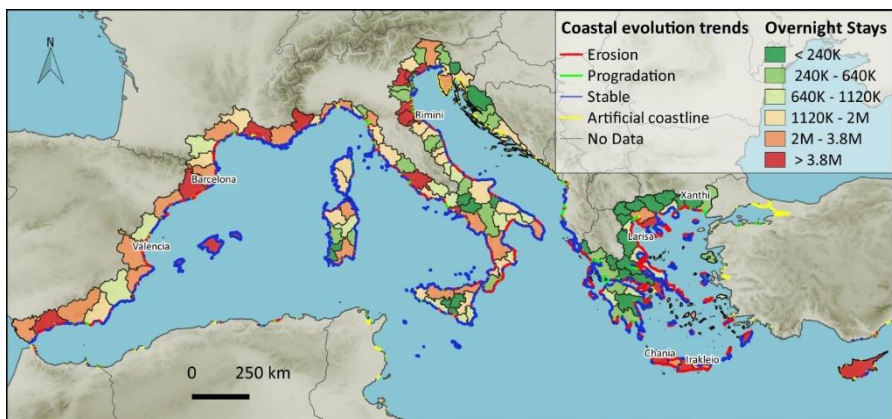 N
Coastal evolution trends
Erosion
Progradation
Stable
Artificial coastline
No Data
Overnight Stays
< 240K
240K - 640K
640K - 1120K
1120K - 2M
2M - 3.8M
> 3.8M
Rimini
Barcelona
Xanthi
Valencia
Larisa
Chania
Irakleio
0 250 km